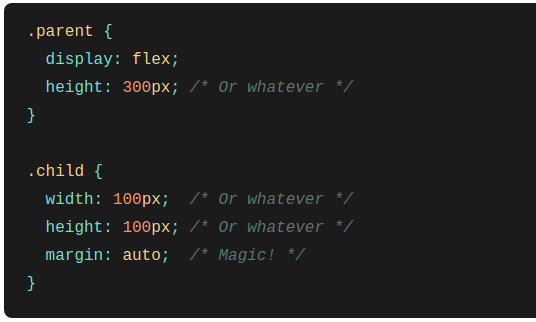 .parent {
  display: flex;
  height: 300px; /* Or whatever */
}

.child {
  width: 100px;  /* Or whatever */
  height: 100px; /* Or whatever */
  margin: auto;  /* Magic! */
}